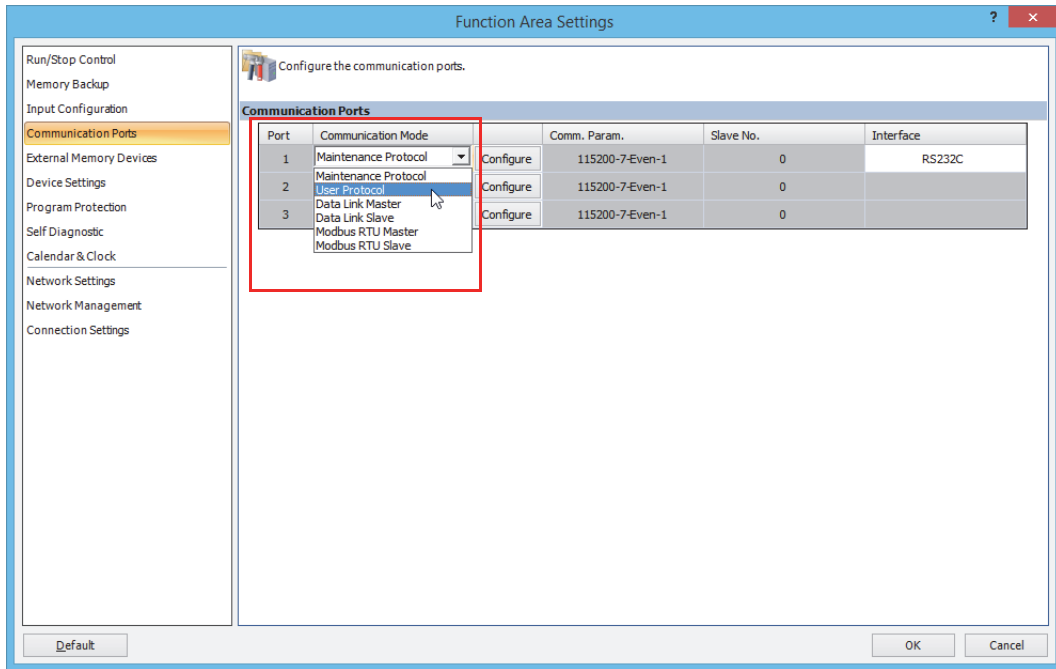 Function Area Settings
? ×
Run/Stop Control
Memory Backup
Input Configuration
Communication Ports
External Memory Devices
Device Settings
Program Protection
Self Diagnostic
Calendar & Clock
Network Settings
Network Management
Connection Settings
Configure the communication ports.
Communication Ports
Port Communication Mode Comm. Param. Slave No. Interface
1 Maintenance Protocol Configure 115200-7-Even-1 0 RS232C
2 Configure 115200-7-Even-1 0
3 Configure 115200-7-Even-1 0
Maintenance Protocol
User Protocol
Data Link Master
Data Link Slave
Modbus RTU Master
Modbus RTU Slave
Default OK Cancel